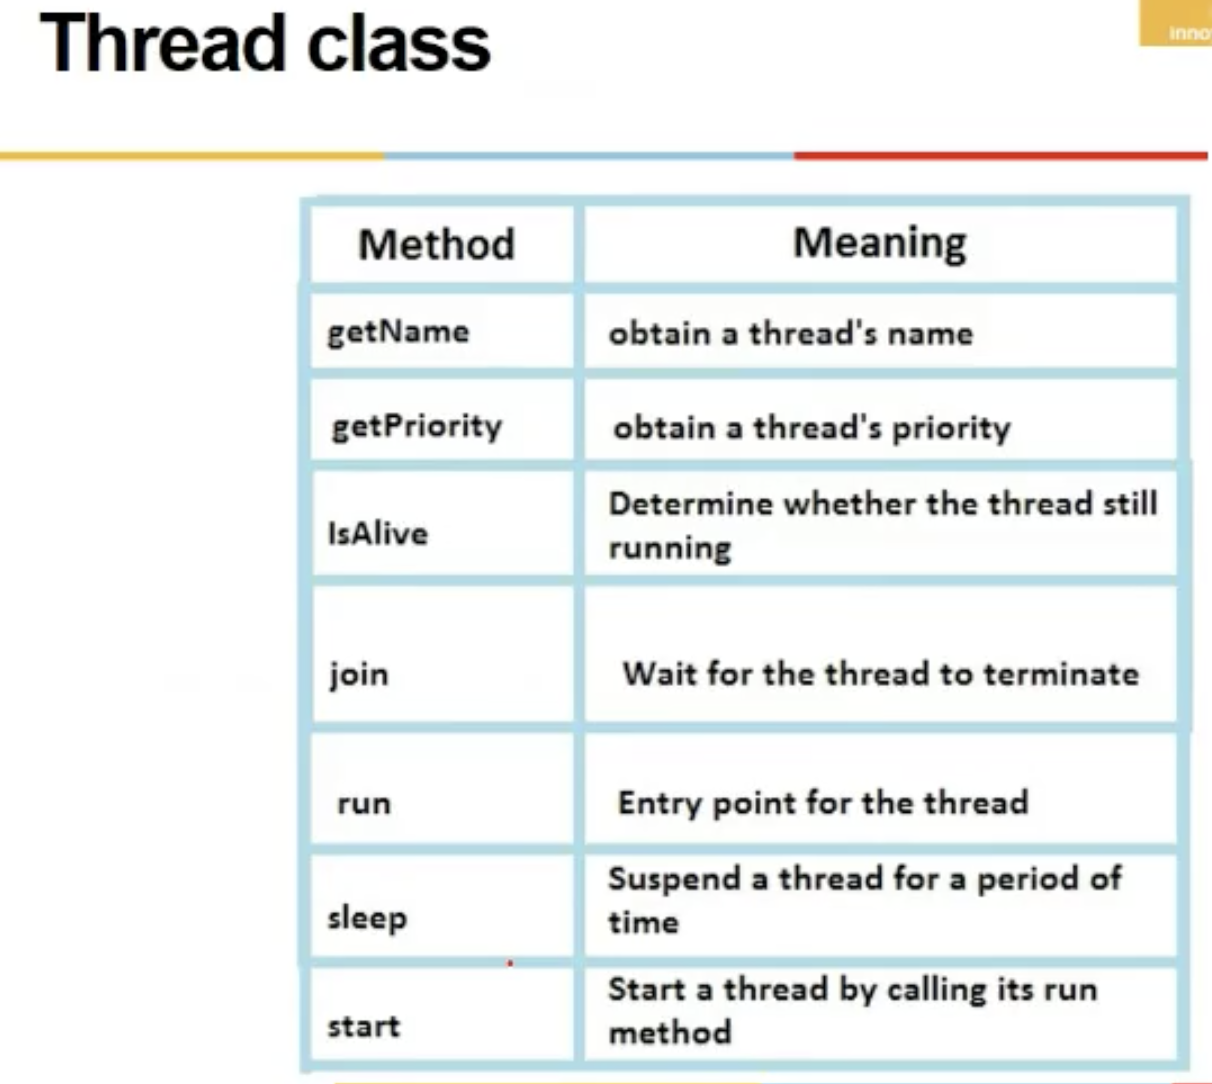 Thread class
inno
Method Meaning
getName obtain a thread's name
getPriority obtain a thread's priority
IsAlive Determine whether the thread still
running
join Wait for the thread to terminate
run Entry point for the thread
sleep Suspend a thread for a period of
time
start Start a thread by calling its run
method